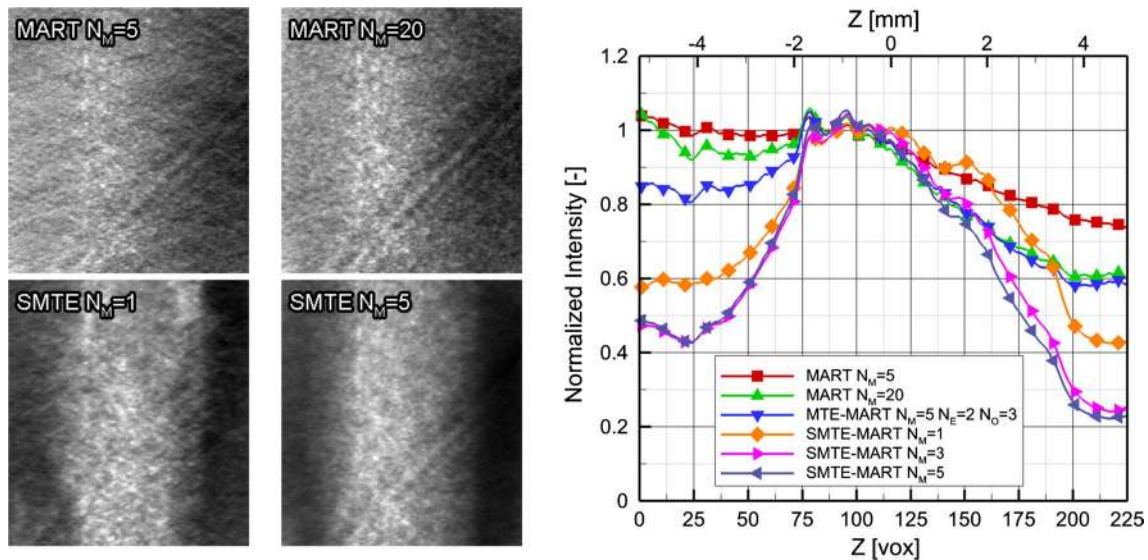 MART N_M=5
MART N_M=20
SMTE N_M=1
SMTE N_M=5
Z [mm]
-4 -2 0 2 4
1.2
1
0.8
0.6
0.4
0.2
0
Normalized Intensity [-]
MART N_M=5
MART N_M=20
MTE-MART N_M=5 N_E=2 N_O=3
SMTE-MART N_M=1
SMTE-MART N_M=3
SMTE-MART N_M=5
0 25 50 75 100 125 150 175 200 225
Z [vox]